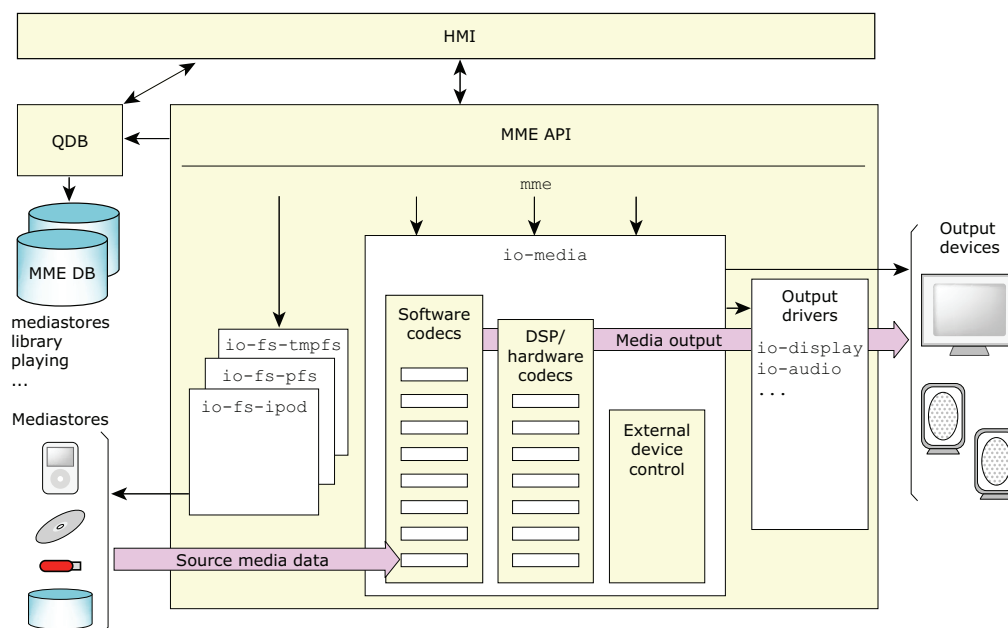 HMI
QDB
MME API
mme
MME DB
mediastores
library
playing
...
io-media
Output
devices
Software
codecs
DSP/
hardware
codecs
Media output
Output
drivers
io-display
io-audio
...
io-fs-tmpfs
io-fs-pfs
io-fs-ipod
External
device
control
Mediastores
Source media data